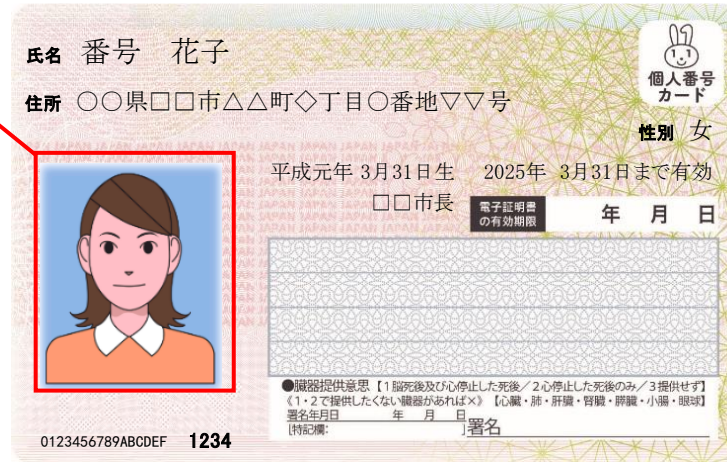 氏名 番号 花子
個人番号
カード
住所 ○○県□□市△△町◇丁目○番地▽▽号
性別 女
平成元年 3月31日生 2025年 3月31日まで有効
□□市長 電子証明書の有効期限 年 月 日
●臓器提供意思【1脳死後及び心停止した死後／2心停止した死後のみ／3提供せず】
《1・2で提供したくない臓器があれば×》【心臓・肺・肝臓・腎臓・膵臓・小腸・眼球】
署名年月日 年 月 日
[特記欄: ]署名
0123456789ABCDEF 1234